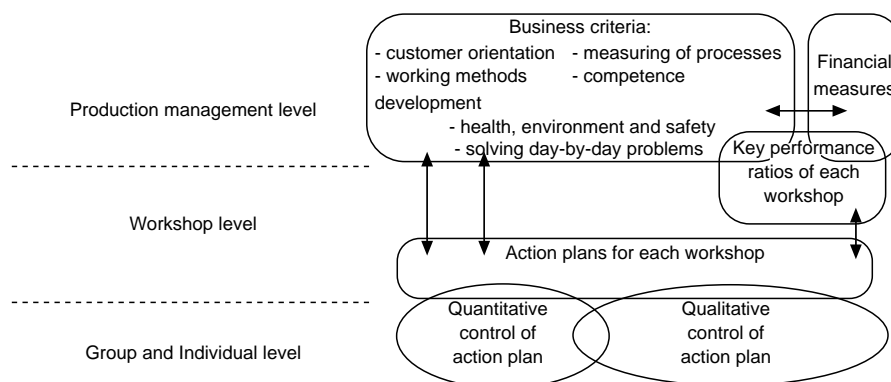 Business criteria:
- customer orientation - measuring of processes
- working methods - competence
development
- health, environment and safety
- solving day-by-day problems
Financial
measures
Production management level
Key performance
ratios of each
workshop
Workshop level
Action plans for each workshop
Quantitative
control of
action plan
Qualitative
control of
action plan
Group and Individual level